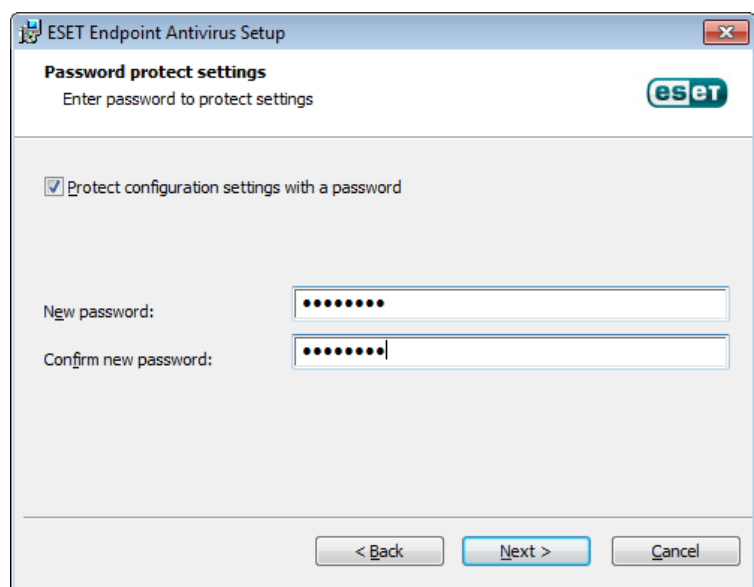 ESET Endpoint Antivirus Setup
Password protect settings
Enter password to protect settings
eseT
Protect configuration settings with a password
New password: ••••••••
Confirm new password: ••••••••
< Back Next > Cancel